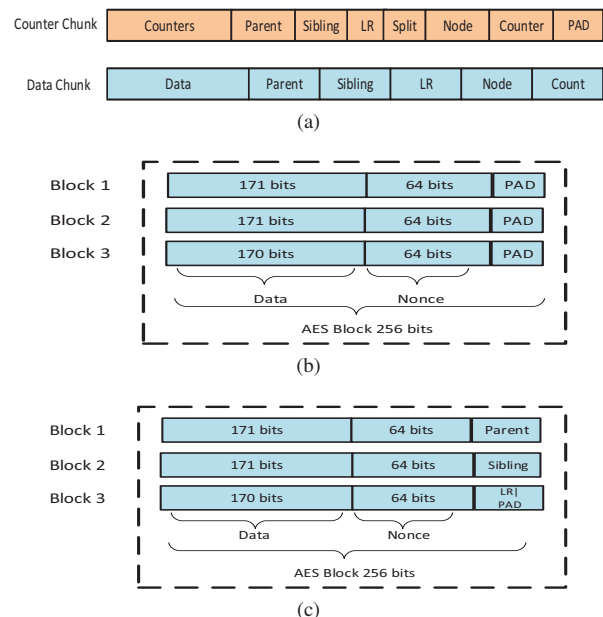 Counter Chunk Counters Parent Sibling LR Split Node Counter PAD
Data Chunk Data Parent Sibling LR Node Count
(a)
Block 1 171 bits 64 bits PAD
Block 2 171 bits 64 bits PAD
Block 3 170 bits 64 bits PAD
Data Nonce
AES Block 256 bits
(b)
Block 1 171 bits 64 bits Parent
Block 2 171 bits 64 bits Sibling
Block 3 170 bits 64 bits LR|
PAD
Data Nonce
AES Block 256 bits
(c)